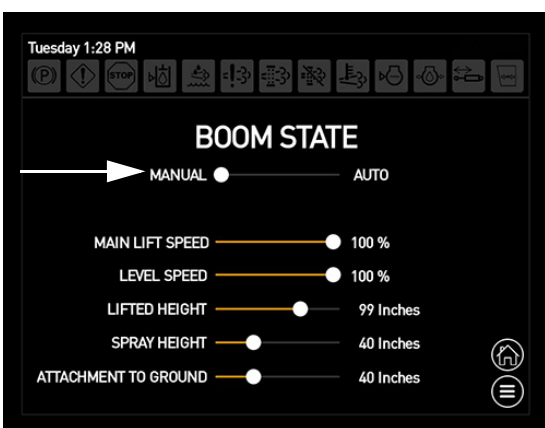 Tuesday 1:28 PM
STOP
BOOM STATE
MANUAL AUTO
MAIN LIFT SPEED 100 %
LEVEL SPEED 100 %
LIFTED HEIGHT 99 Inches
SPRAY HEIGHT 40 Inches
ATTACHMENT TO GROUND 40 Inches